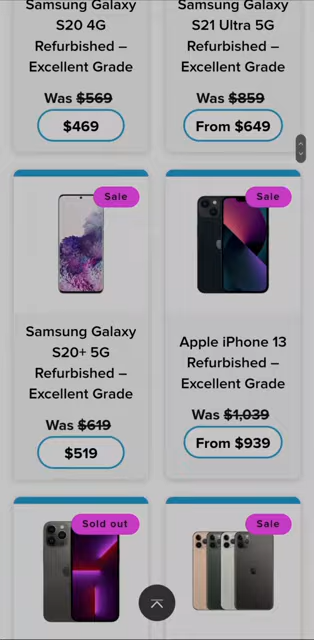 Samsung Galaxy
S20 4G
Refurbished –
Excellent Grade
Was $569
$469
Samsung Galaxy
S21 Ultra 5G
Refurbished –
Excellent Grade
Was $859
From $649
Sale
Samsung Galaxy
S20+ 5G
Refurbished –
Excellent Grade
Was $619
$519
Sale
Apple iPhone 13
Refurbished –
Excellent Grade
Was $1,039
From $939
Sold out
Sale